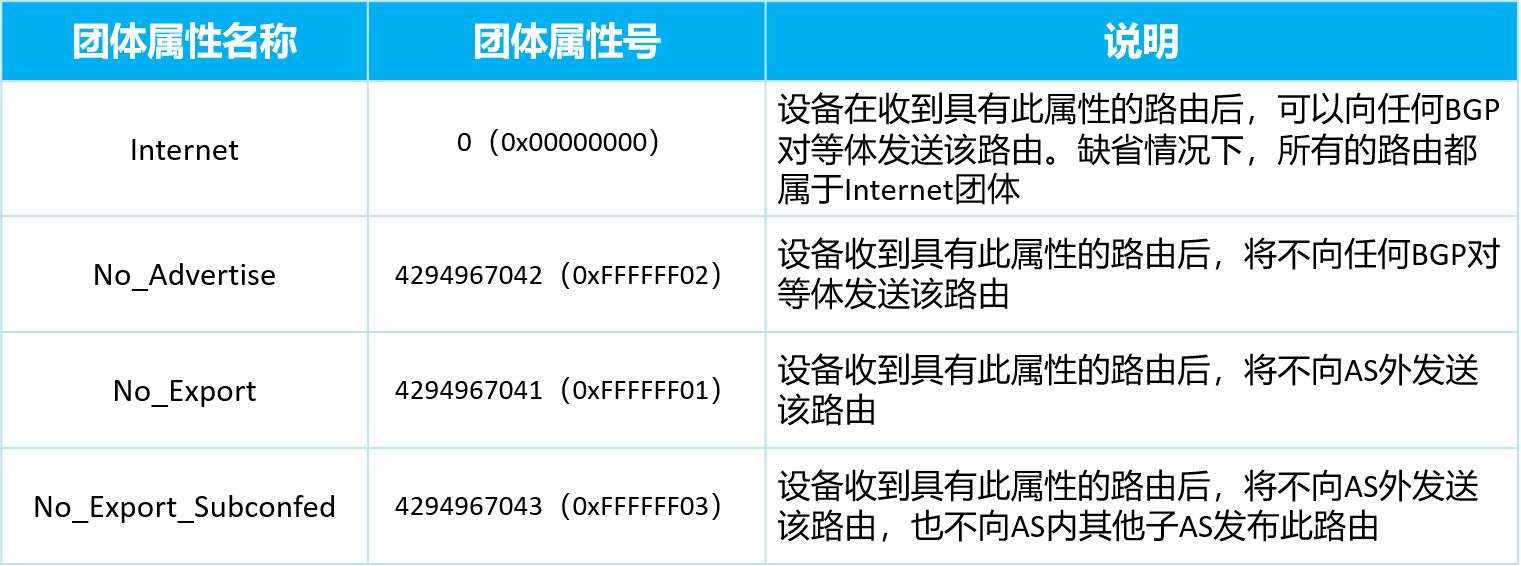 团体属性名称
团体属性号
说明
Internet
0（0x00000000）
设备在收到具有此属性的路由后，可以向任何BGP
对等体发送该路由。缺省情况下，所有的路由都
属于Internet团体
No_Advertise
4294967042（0xFFFFFF02）
设备收到具有此属性的路由后，将不向任何BGP对
等体发送该路由
No_Export
4294967041（0xFFFFFF01）
设备收到具有此属性的路由后，将不向AS外发送
该路由
No_Export_Subconfed
4294967043（0xFFFFFF03）
设备收到具有此属性的路由后，将不向AS外发送
该路由，也不向AS内其他子AS发布此路由